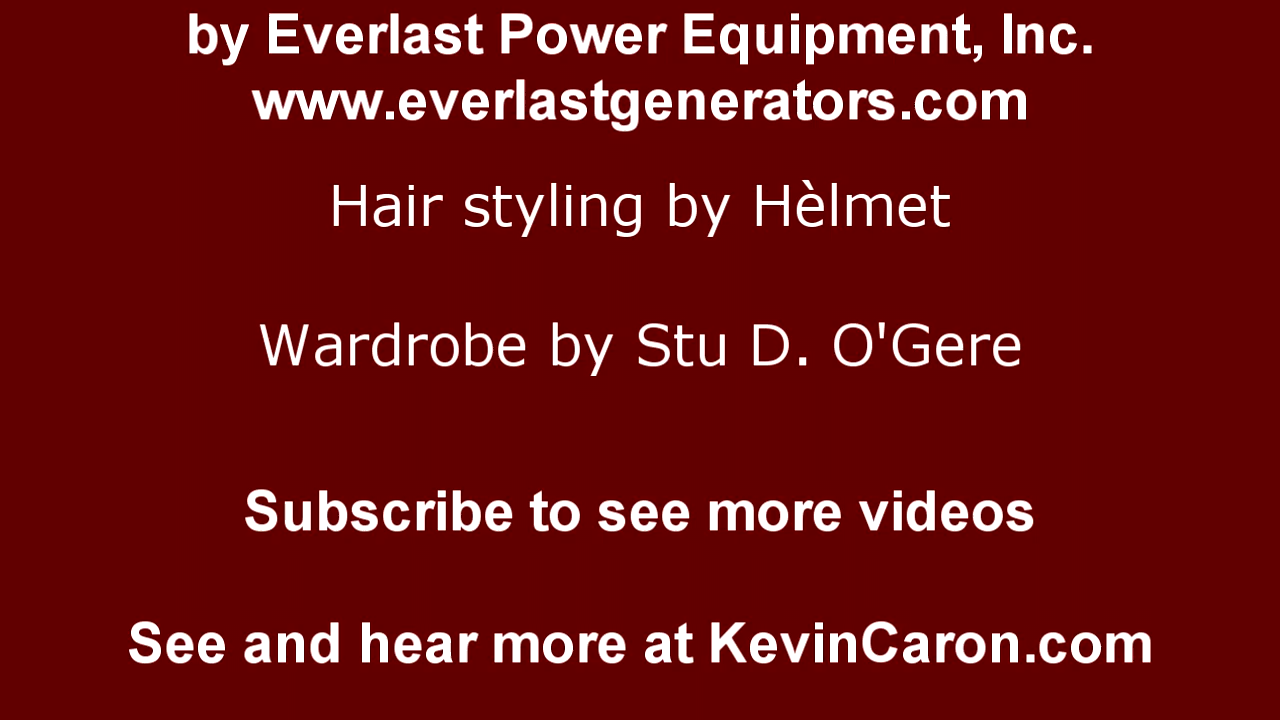 by Everlast Power Equipment, Inc.
www.everlastgenerators.com
Hair styling by Hèlmet
Wardrobe by Stu D. O'Gere
Subscribe to see more videos
See and hear more at KevinCaron.com